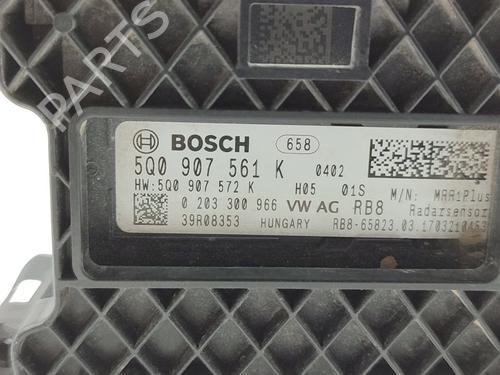 PARTS
BOSCH 658
5Q0 907 561 K 0402
HW:5Q0 907 572 K H05 01S M/N: MRR1Plus
0 203 300 966 VW AG RB8 Radarsensor
39R08353 HUNGARY RB8-65823.03.1703210453